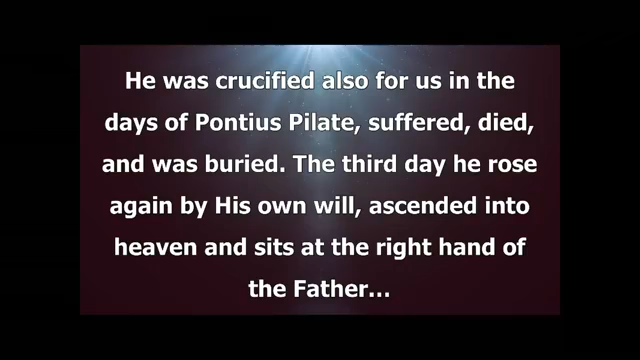 He was crucified also for us in the
days of Pontius Pilate, suffered, died,
and was buried. The third day he rose
again by His own will, ascended into
heaven and sits at the right hand of
the Father...